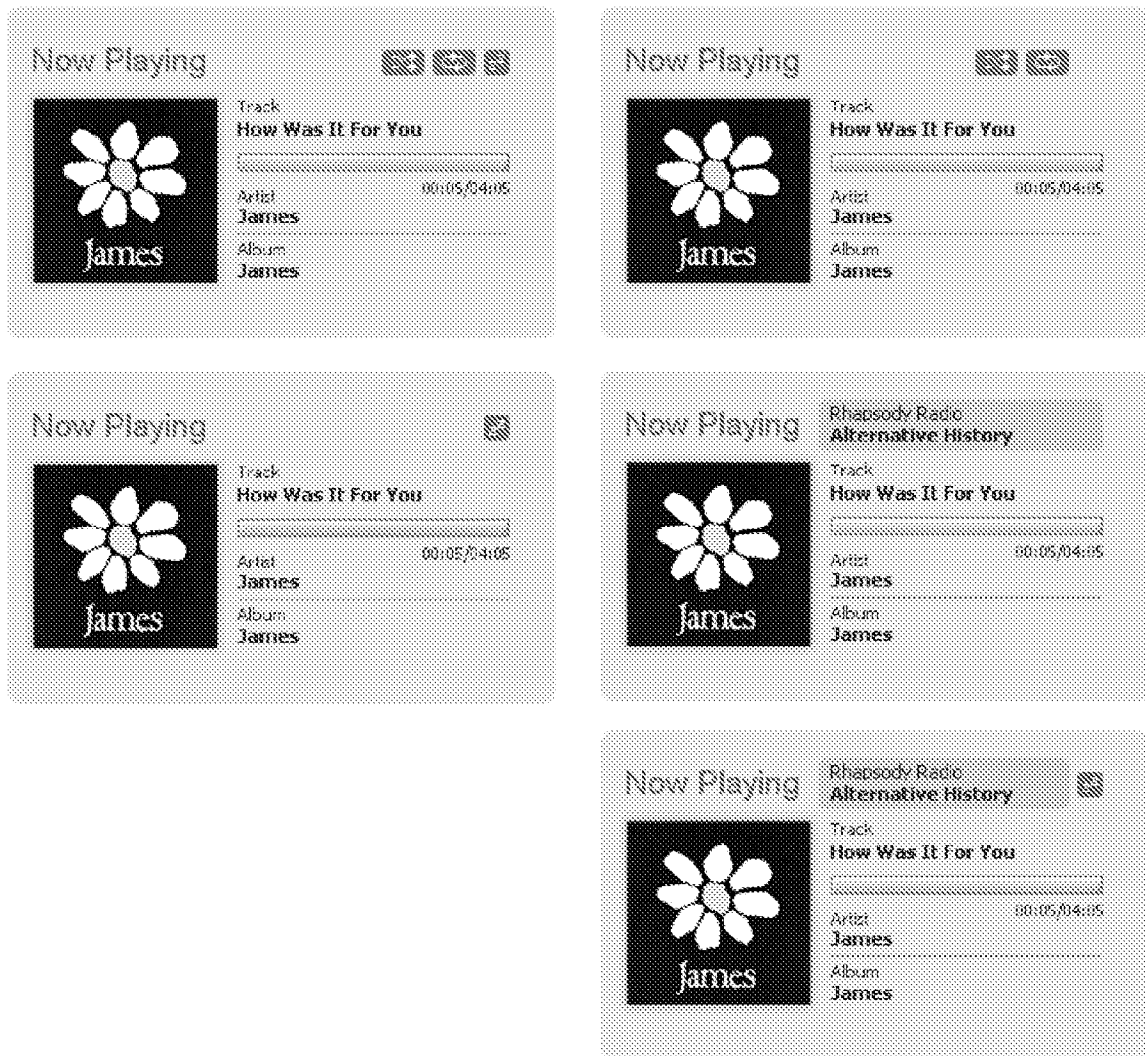 Now Playing
Track
How Was It For You
00:05/04:05
Artist
James
Album
James
James
Now Playing
Track
How Was It For You
00:05/04:05
Artist
James
Album
James
James
Now Playing
Track
How Was It For You
00:05/04:05
Artist
James
Album
James
James
Now Playing
Rhapsody Radio
Alternative History
Track
How Was It For You
00:05/04:05
Artist
James
Album
James
James
Now Playing
Rhapsody Radio
Alternative History
Track
How Was It For You
00:05/04:05
Artist
James
Album
James
James